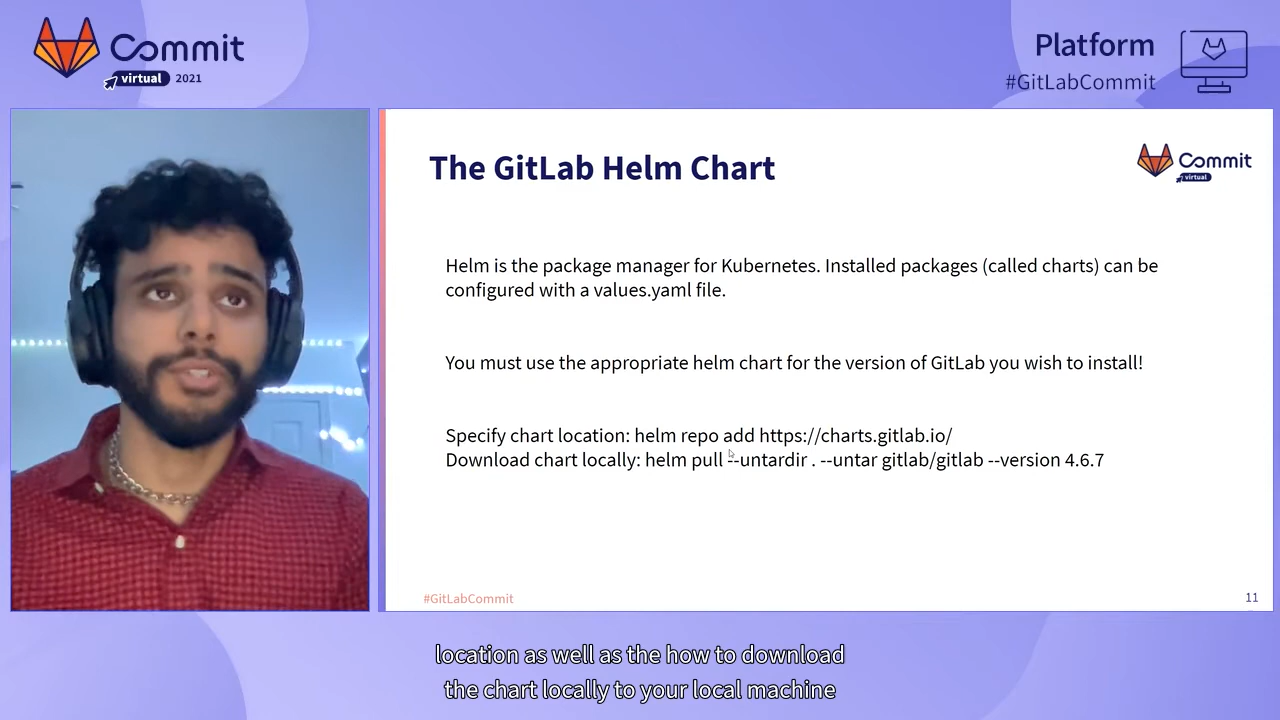 Commit
virtual 2021
Platform
#GitLabCommit
The GitLab Helm Chart
Commit
virtual
Helm is the package manager for Kubernetes. Installed packages (called charts) can be
configured with a values.yaml file.
You must use the appropriate helm chart for the version of GitLab you wish to install!
Specify chart location: helm repo add https://charts.gitlab.io/
Download chart locally: helm pull --untardir . --untar gitlab/gitlab --version 4.6.7
#GitLabCommit
11
location as well as the how to download
the chart locally to your local machine